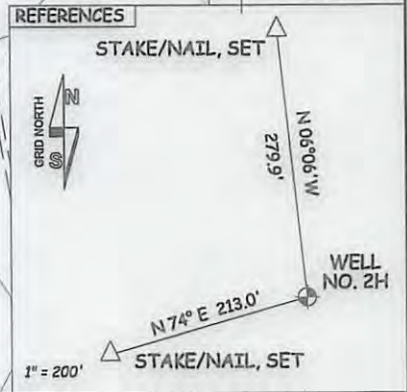 REFERENCES
STAKE/NAIL, SET
GRID NORTH
N
S
N 06°06' W
279.9'
WELL
NO. 2H
N 74° E 213.0'
STAKE/NAIL, SET
1" = 200'